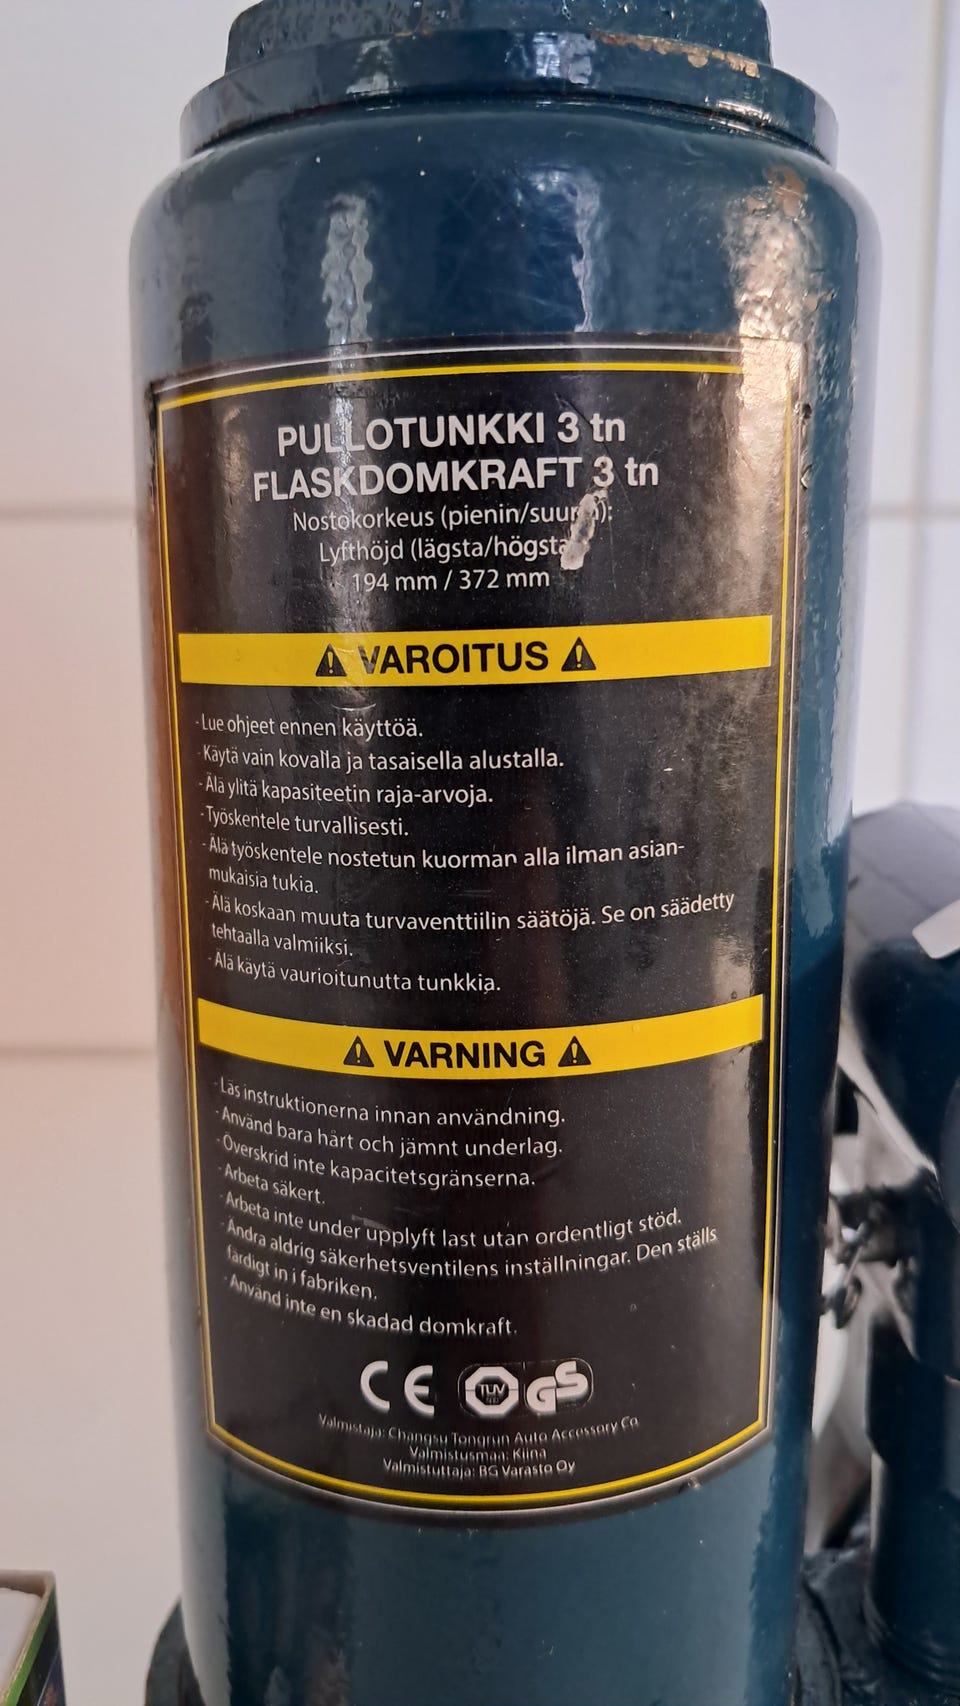 PULLOTUNKKI 3 tn
FLASKDOMKRAFT 3 tn
Nostokorkeus (pienin/suurin):
Lyfthöjd (lägsta/högsta
194 mm / 372 mm
VAROITUS
- Lue ohjeet ennen käyttöä.
- Käytä vain kovalla ja tasaisella alustalla.
- Älä ylitä kapasiteetin raja-arvoja.
- Työskentele turvallisesti.
- Älä työskentele nostetun kuorman alla ilman asian-
mukaisia tukia.
- Älä koskaan muuta turvaventtiilin säätöjä. Se on säädetty
tehtaalla valmiiksi.
- Älä käytä vaurioitunutta tunkkia.
VARNING
- Läs instruktionerna innan användning.
- Använd bara hårt och jämnt underlag.
- Överskrid inte kapacitetsgränserna.
- Arbeta säkert.
- Arbeta inte under upplyft last utan ordentligt stöd.
- Ändra aldrig säkerhetsventilens inställningar. Den ställs
färdigt in i fabriken.
- Använd inte en skadad domkraft.
CE TUV GS
Valmistaja: Changsu Tongrun Auto Accessory Co
Valmistusmaa: Kiina
Valmistuttaja: BG Varasto Oy